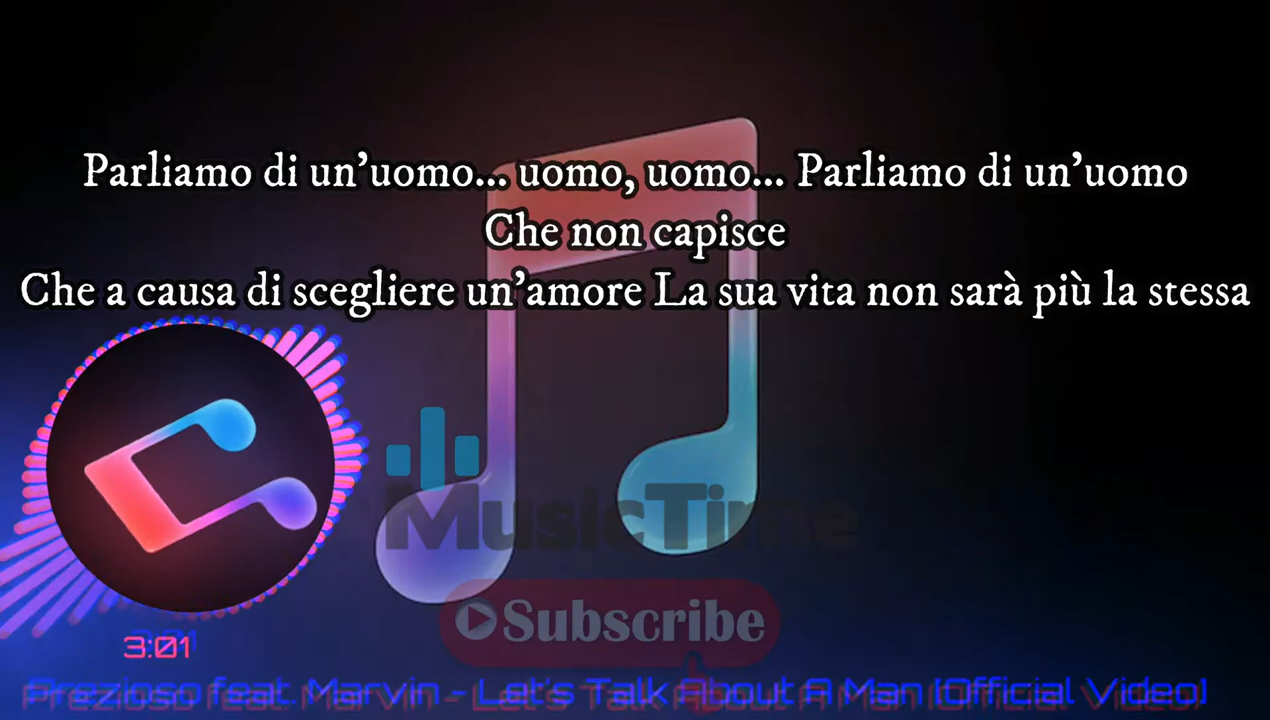 Parliamo di un’uomo... uomo, uomo... Parliamo di un’uomo
Che non capisce
Che a causa di scegliere un’amore La sua vita non sarà più la stessa
MusicTime
Subscribe
3:01
Prezioso feat. Marvin - Let's Talk About A Man (Official Video)